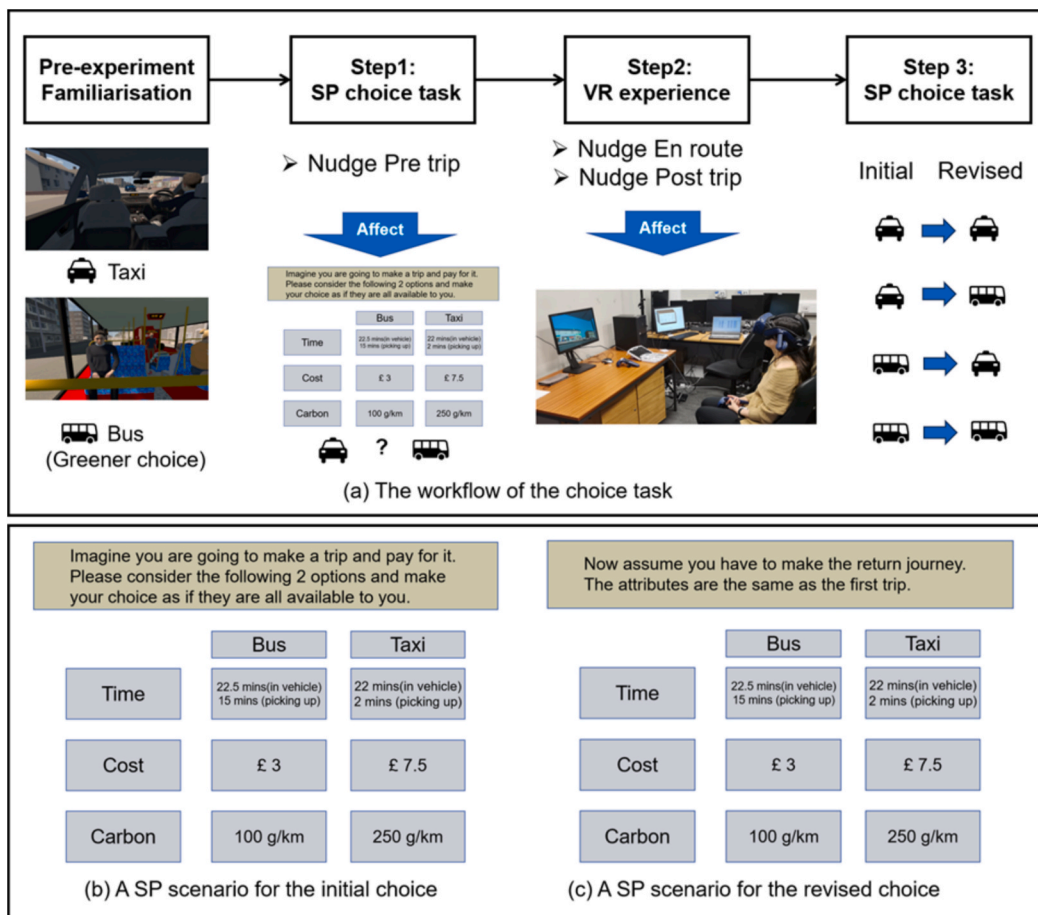 Pre-experiment
Familiarisation
Step1:
SP choice task
Step2:
VR experience
Step 3:
SP choice task
➢ Nudge Pre trip
➢ Nudge En route
➢ Nudge Post trip
Initial Revised
Affect
Affect
Taxi
Bus
(Greener choice)
Imagine you are going to make a trip and pay for it.
Please consider the following 2 options and make
your choice as if they are all available to you.
Bus Taxi
Time
22.5 mins(in vehicle)
15 mins (picking up)
22 mins(in vehicle)
2 mins (picking up)
Cost £ 3 £ 7.5
Carbon 100 g/km 250 g/km
?
(a) The workflow of the choice task
Imagine you are going to make a trip and pay for it.
Please consider the following 2 options and make
your choice as if they are all available to you.
Bus Taxi
Time
22.5 mins(in vehicle)
15 mins (picking up)
22 mins(in vehicle)
2 mins (picking up)
Cost £ 3 £ 7.5
Carbon 100 g/km 250 g/km
(b) A SP scenario for the initial choice
Now assume you have to make the return journey.
The attributes are the same as the first trip.
Bus Taxi
Time
22.5 mins(in vehicle)
15 mins (picking up)
22 mins(in vehicle)
2 mins (picking up)
Cost £ 3 £ 7.5
Carbon 100 g/km 250 g/km
(c) A SP scenario for the revised choice